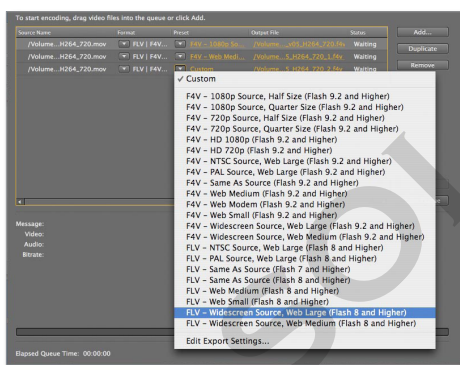 To start encoding, drag video files into the queue or click Add.
Source Name Format Preset Output File Status
Add...
/Volume...H264_720.mov FLV | F4V... F4V – 1080p So... Waiting
Duplicate
/Volume...H264_720.mov FLV | F4V... F4V – Web Medi... /Volume...S_H264_720_1.f4v Waiting
Remove
/Volume...H264_720.mov FLV | F4V... Custom /Volume...S_H264_720_2.f4v Waiting
✓ Custom
F4V – 1080p Source, Half Size (Flash 9.2 and Higher)
F4V – 1080p Source, Quarter Size (Flash 9.2 and Higher)
F4V – 720p Source, Half Size (Flash 9.2 and Higher)
F4V – 720p Source, Quarter Size (Flash 9.2 and Higher)
F4V – HD 1080p (Flash 9.2 and Higher)
F4V – HD 720p (Flash 9.2 and Higher)
F4V – NTSC Source, Web Large (Flash 9.2 and Higher)
F4V – PAL Source, Web Large (Flash 9.2 and Higher)
F4V – Same As Source (Flash 9.2 and Higher)
F4V – Web Medium (Flash 9.2 and Higher)
F4V – Web Modem (Flash 9.2 and Higher)
F4V – Web Small (Flash 9.2 and Higher)
F4V – Widescreen Source, Web Large (Flash 9.2 and Higher)
F4V – Widescreen Source, Web Medium (Flash 9.2 and Higher)
FLV – NTSC Source, Web Large (Flash 8 and Higher)
FLV – PAL Source, Web Large (Flash 8 and Higher)
FLV – Same As Source (Flash 7 and Higher)
FLV – Same As Source (Flash 8 and Higher)
FLV – Web Medium (Flash 8 and Higher)
FLV – Web Small (Flash 8 and Higher)
FLV – Widescreen Source, Web Large (Flash 8 and Higher)
FLV – Widescreen Source, Web Medium (Flash 8 and Higher)
Edit Export Settings...
Message:
Video:
Audio:
Bitrate:
Elapsed Queue Time: 00:00:00